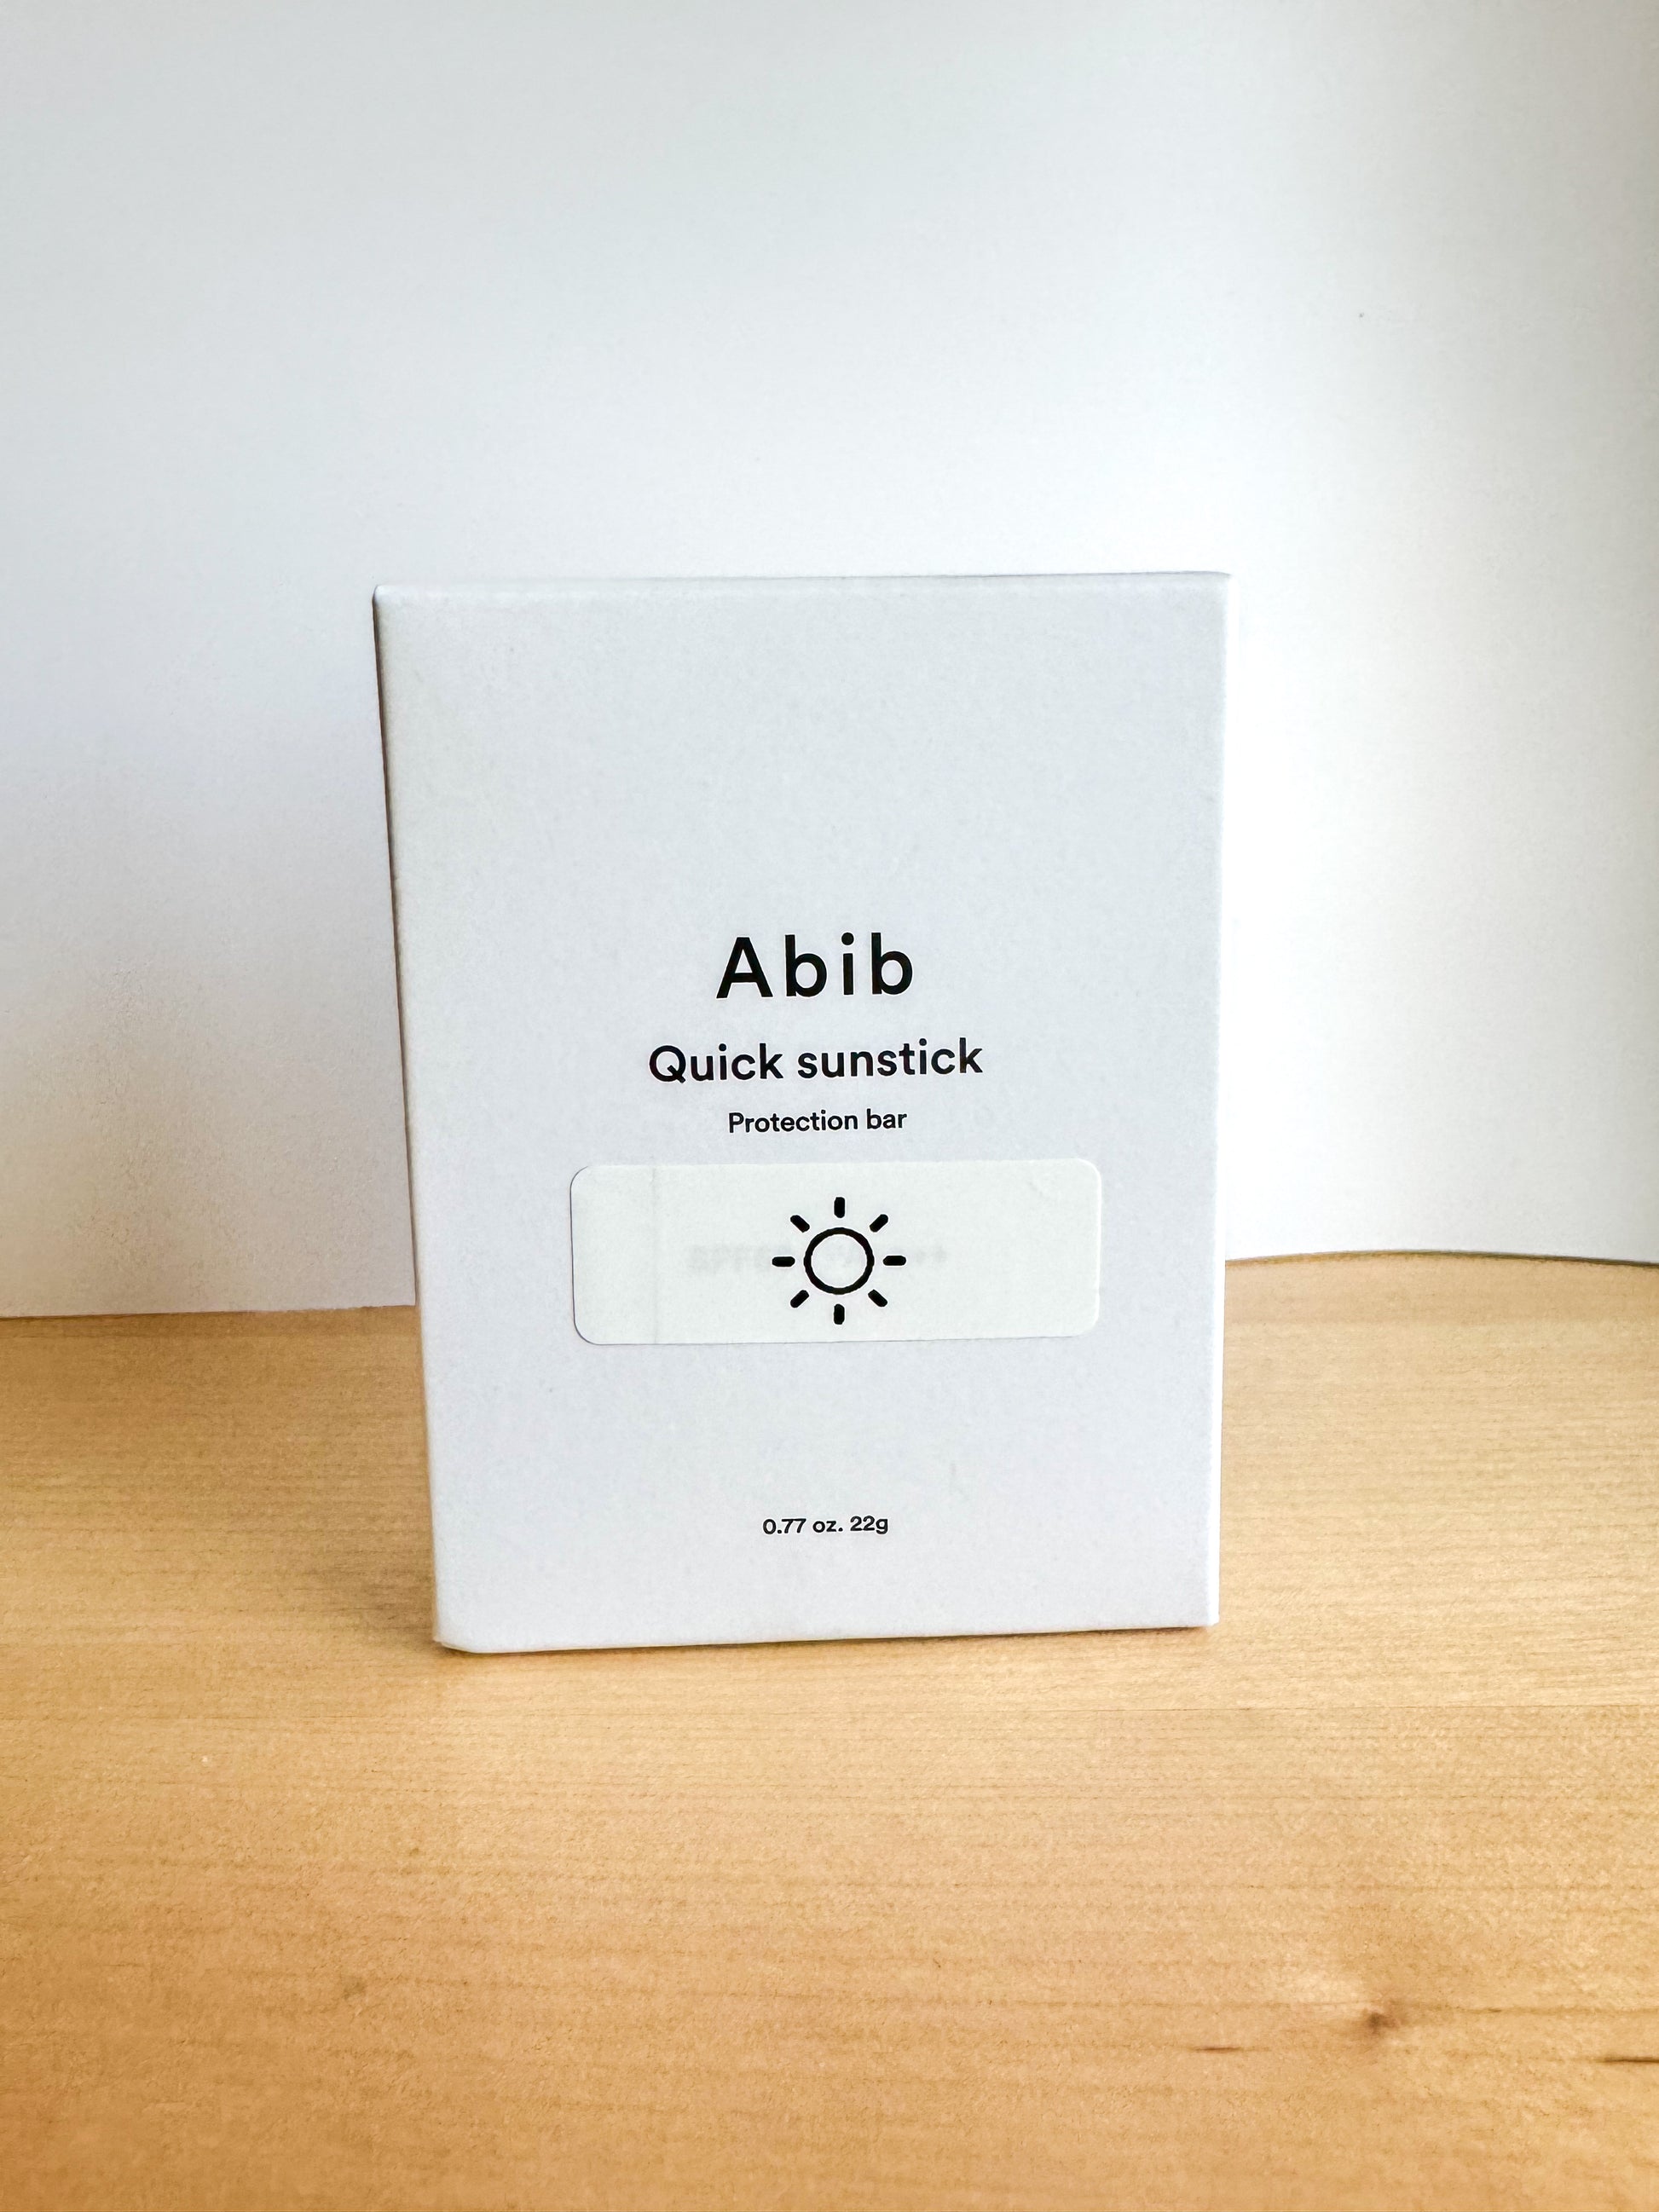 Abib
Quick sunstick
Protection bar
0.77 oz. 22g